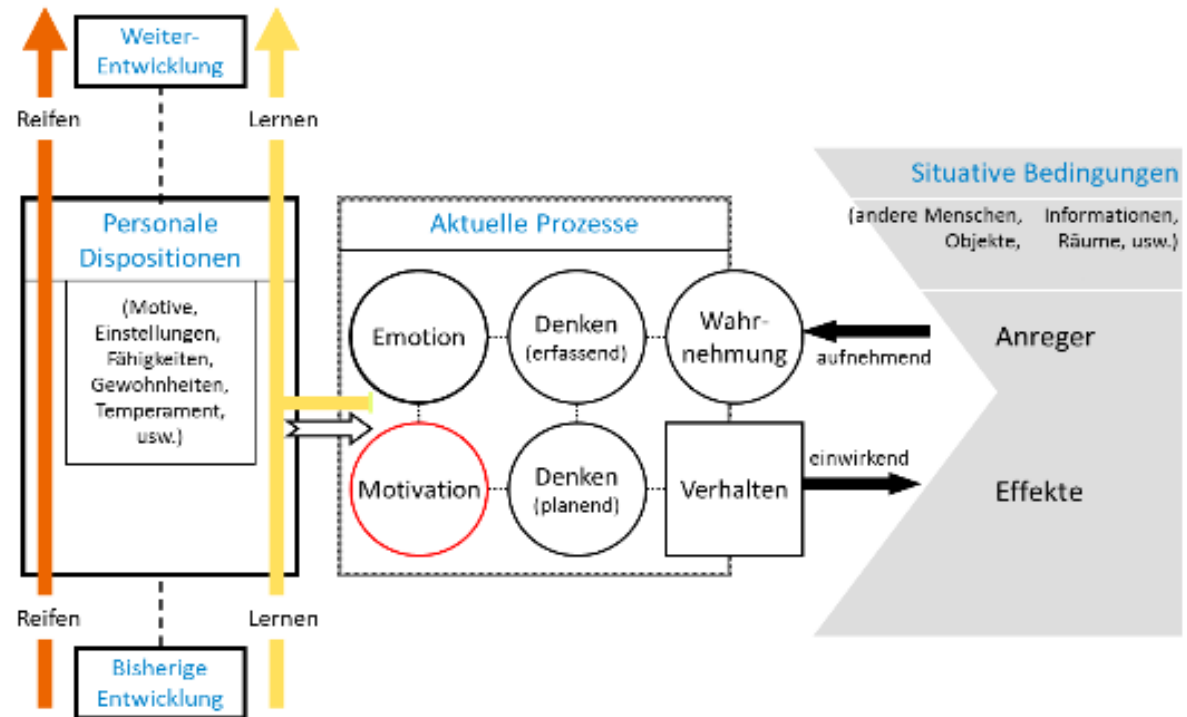 Weiter-
Entwicklung
Reifen
Lernen
Personale
Dispositionen
(Motive,
Einstellungen,
Fähigkeiten,
Gewohnheiten,
Temperament,
usw.)
Aktuelle Prozesse
Emotion
Denken
(erfassend)
Wahr-
nehmung
Motivation
Denken
(planend)
Verhalten
aufnehmend
einwirkend
Situative Bedingungen
(andere Menschen, Informationen,
Objekte, Räume, usw.)
Anreger
Effekte
Reifen
Lernen
Bisherige
Entwicklung